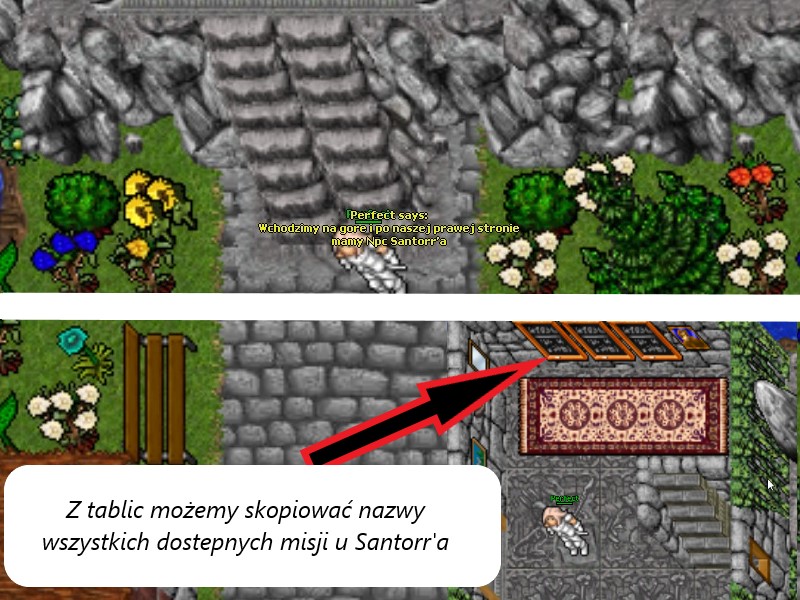 Perfect says:
Wchodzimy na gore i po naszej prawej stronie
mamy Npc Santorr'a
Perfect
Z tablic możemy skopiować nazwy
wszystkich dostepnych misji u Santorr'a